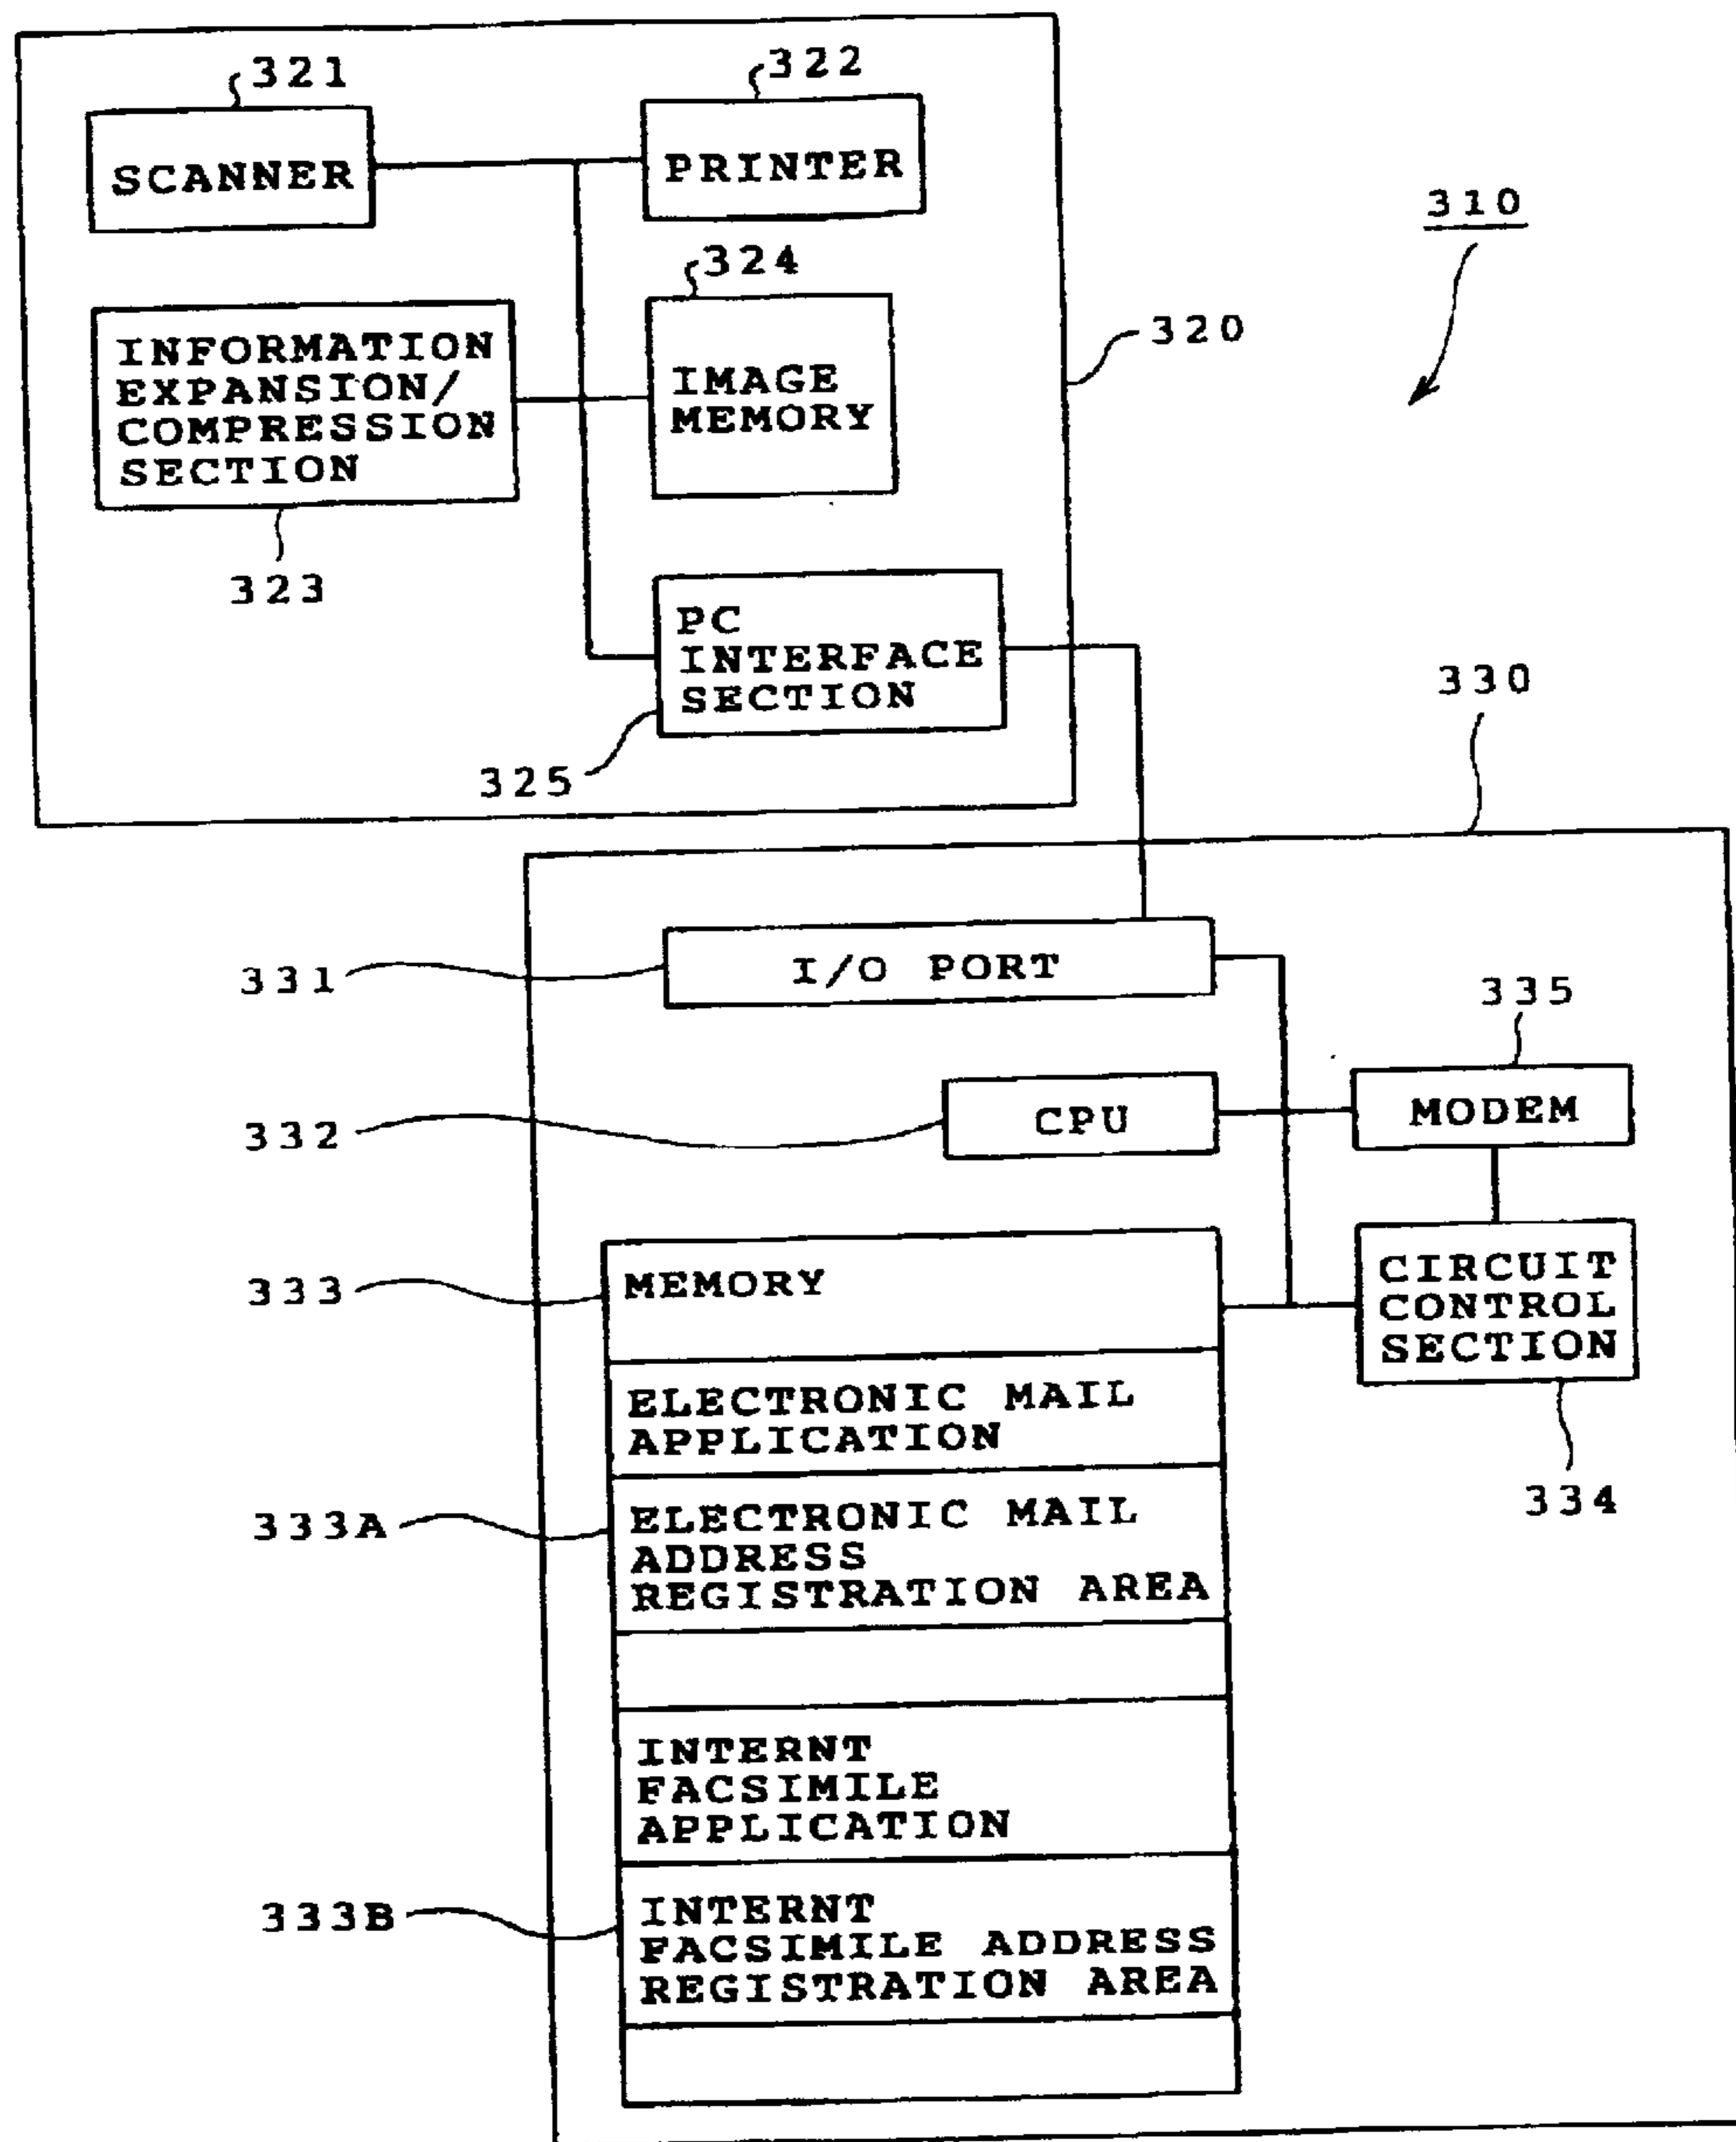 321
SCANNER
322
PRINTER
310
324
IMAGE
MEMORY
320
INFORMATION
EXPANSION/
COMPRESSION
SECTION
323
PC
INTERFACE
SECTION
325
330
331
I/O PORT
335
332
CPU
MODEM
333
MEMORY
CIRCUIT
CONTROL
SECTION
334
ELECTRONIC MAIL
APPLICATION
333A
ELECTRONIC MAIL
ADDRESS
REGISTRATION AREA
INTERNT
FACSIMILE
APPLICATION
333B
INTERNT
FACSIMILE ADDRESS
REGISTRATION AREA